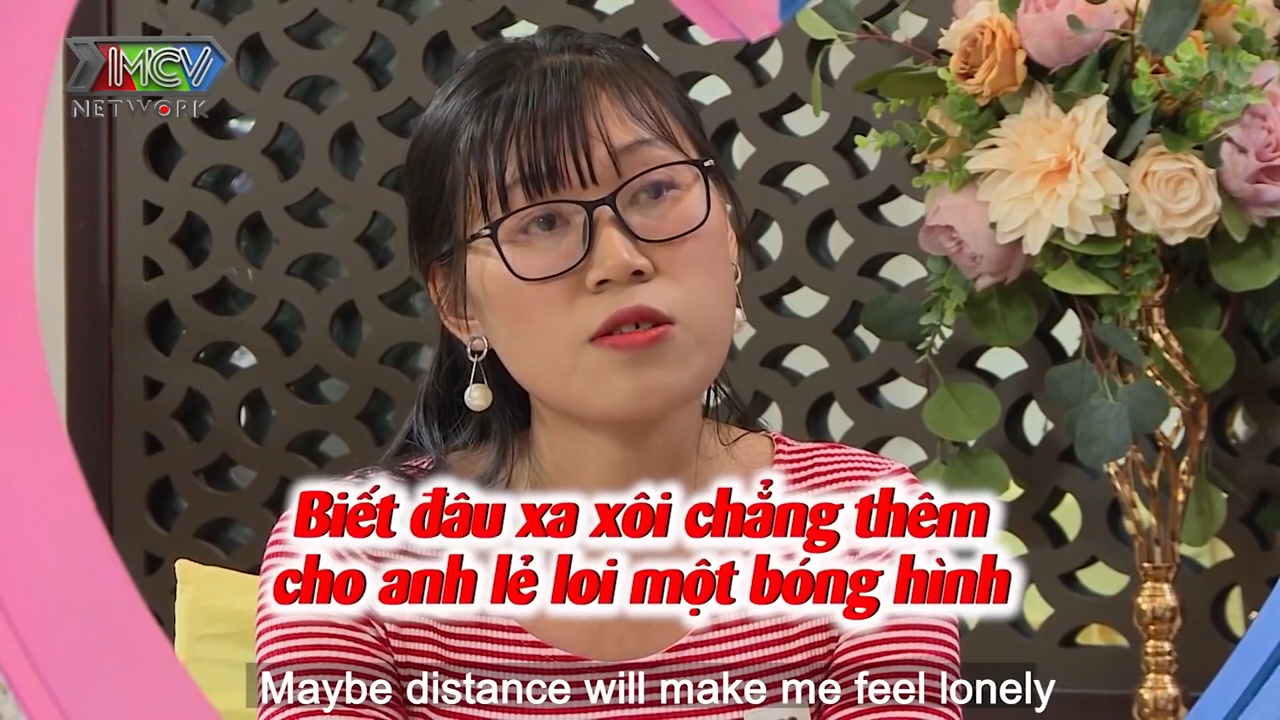 MCV
NETWORK
Biết đâu xa xôi chẳng thêm
cho anh lẻ loi một bóng hình
Maybe distance will make me feel lonely